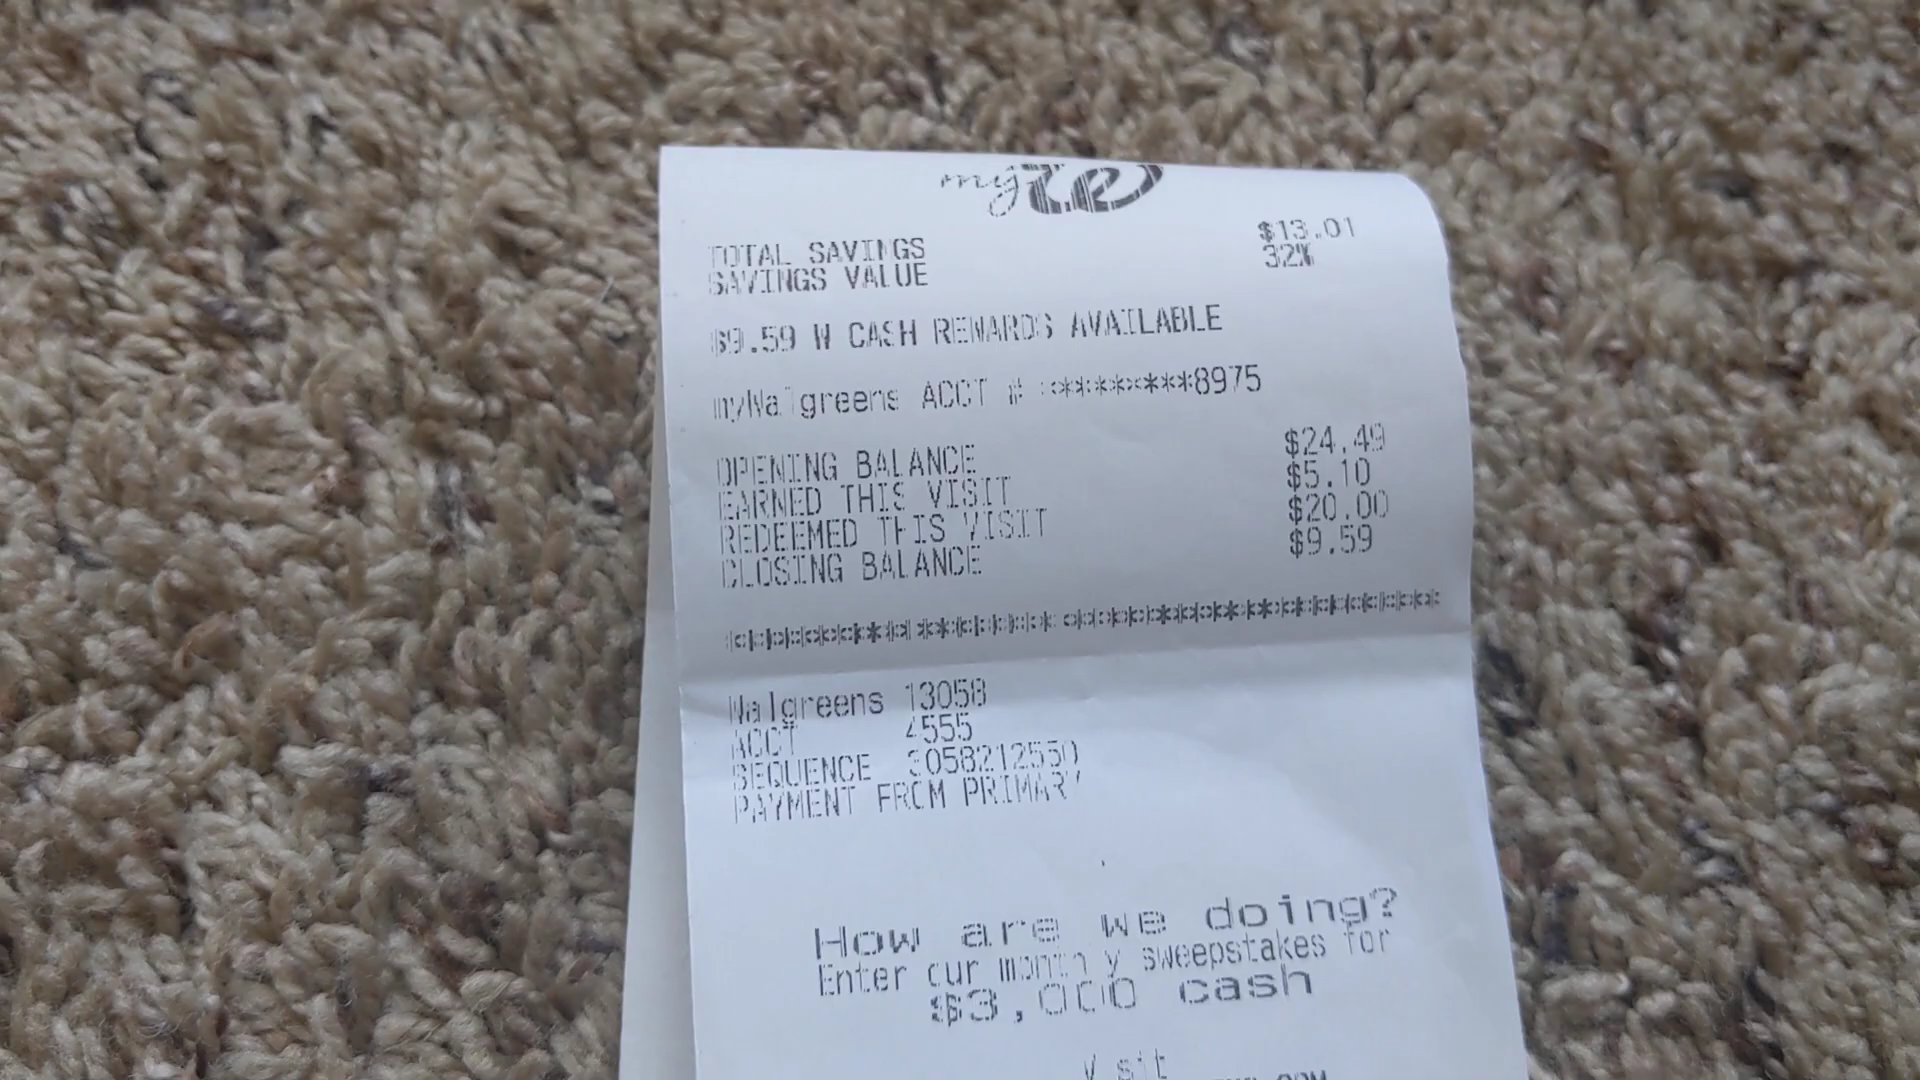 my W
TOTAL SAVINGS $13.01
SAVINGS VALUE 32%
$9.59 W CASH REWARDS AVAILABLE
myWalgreens ACCT # *********8975
OPENING BALANCE $24.49
EARNED THIS VISIT $5.10
REDEEMED THIS VISIT $20.00
CLOSING BALANCE $9.59
Walgreens 13058
ACCT 4555
SEQUENCE 3058212550
PAYMENT FROM PRIMARY
How are we doing?
Enter our monthly sweepstakes for
$3,000 cash
Visit